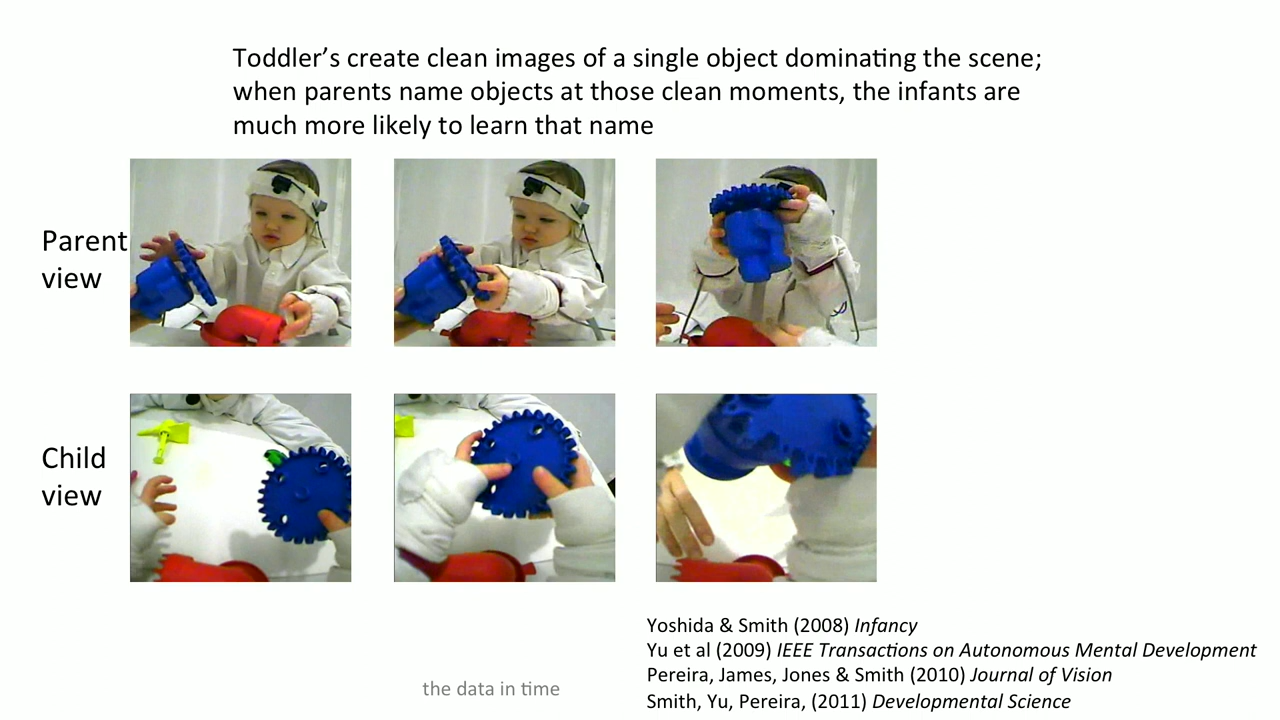 Toddler’s create clean images of a single object dominating the scene;
when parents name objects at those clean moments, the infants are
much more likely to learn that name
Parent
view
Child
view
Yoshida & Smith (2008) Infancy
Yu et al (2009) IEEE Transactions on Autonomous Mental Development
Pereira, James, Jones & Smith (2010) Journal of Vision
Smith, Yu, Pereira, (2011) Developmental Science
the data in time